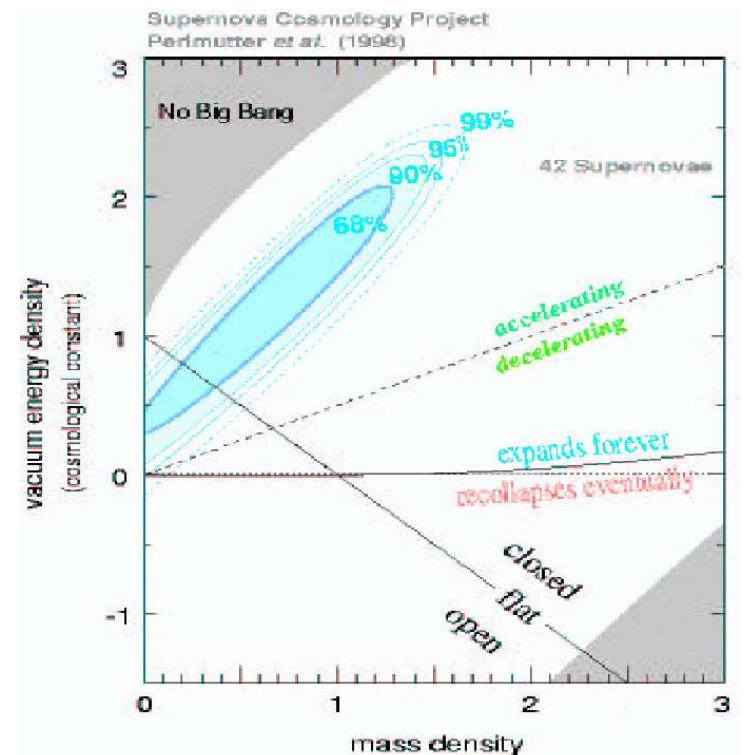 Supernova Cosmology Project
Perlmutter et al. (1998)
3
No Big Bang
99%
95%
90%
42 Supernovae
2
68%
vacuum energy density
(cosmological constant)
accelerating
decelerating
1
expands forever
0
recollapses eventually
closed
flat
open
-1
0
1
2
3
mass density